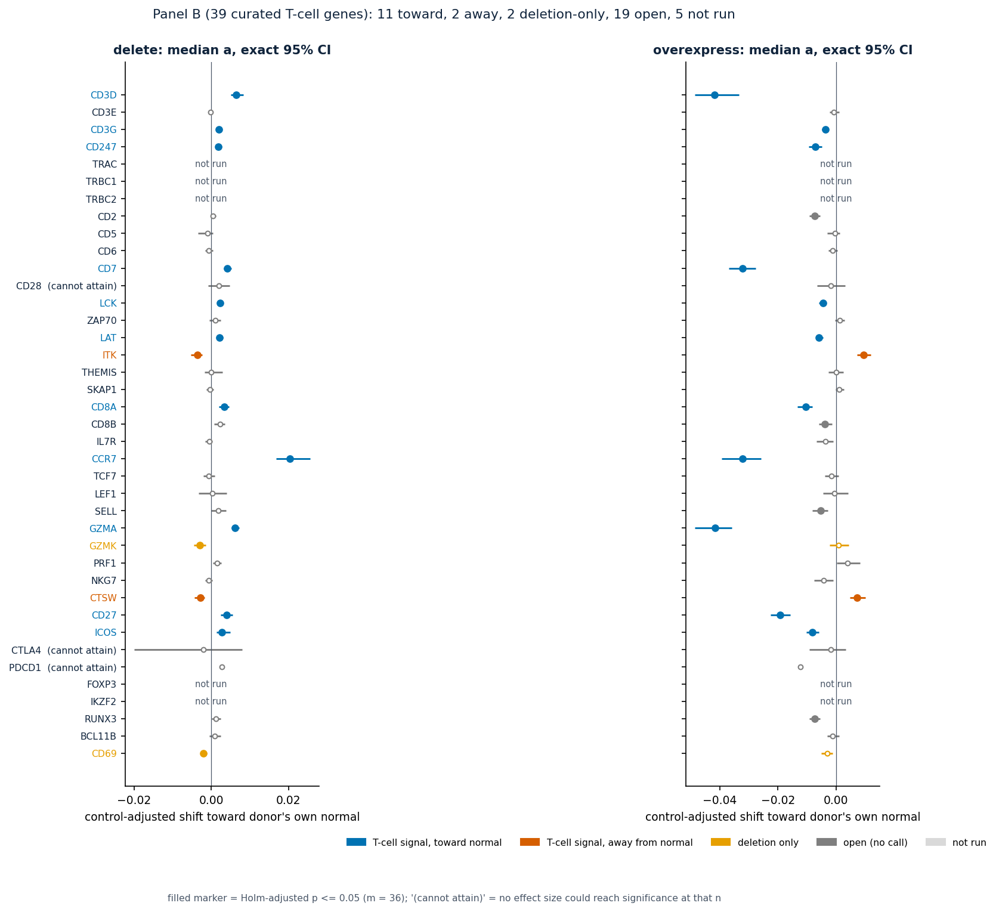 Panel B (39 curated T-cell genes): 11 toward, 2 away, 2 deletion-only, 19 open, 5 not run
delete: median a, exact 95% CI
overexpress: median a, exact 95% CI
CD3D
CD3E
CD3G
CD247
TRAC not run not run
TRBC1 not run not run
TRBC2 not run not run
CD2
CD5
CD6
CD7
CD28 (cannot attain)
LCK
ZAP70
LAT
ITK
THEMIS
SKAP1
CD8A
CD8B
IL7R
CCR7
TCF7
LEF1
SELL
GZMA
GZMK
PRF1
NKG7
CTSW
CD27
ICOS
CTLA4 (cannot attain)
PDCD1 (cannot attain)
FOXP3 not run not run
IKZF2 not run not run
RUNX3
BCL11B
CD69
−0.02 0.00 0.02
−0.04 −0.02 0.00
control-adjusted shift toward donor's own normal
control-adjusted shift toward donor's own normal
T-cell signal, toward normal
T-cell signal, away from normal
deletion only
open (no call)
not run
filled marker = Holm-adjusted p <= 0.05 (m = 36); '(cannot attain)' = no effect size could reach significance at that n